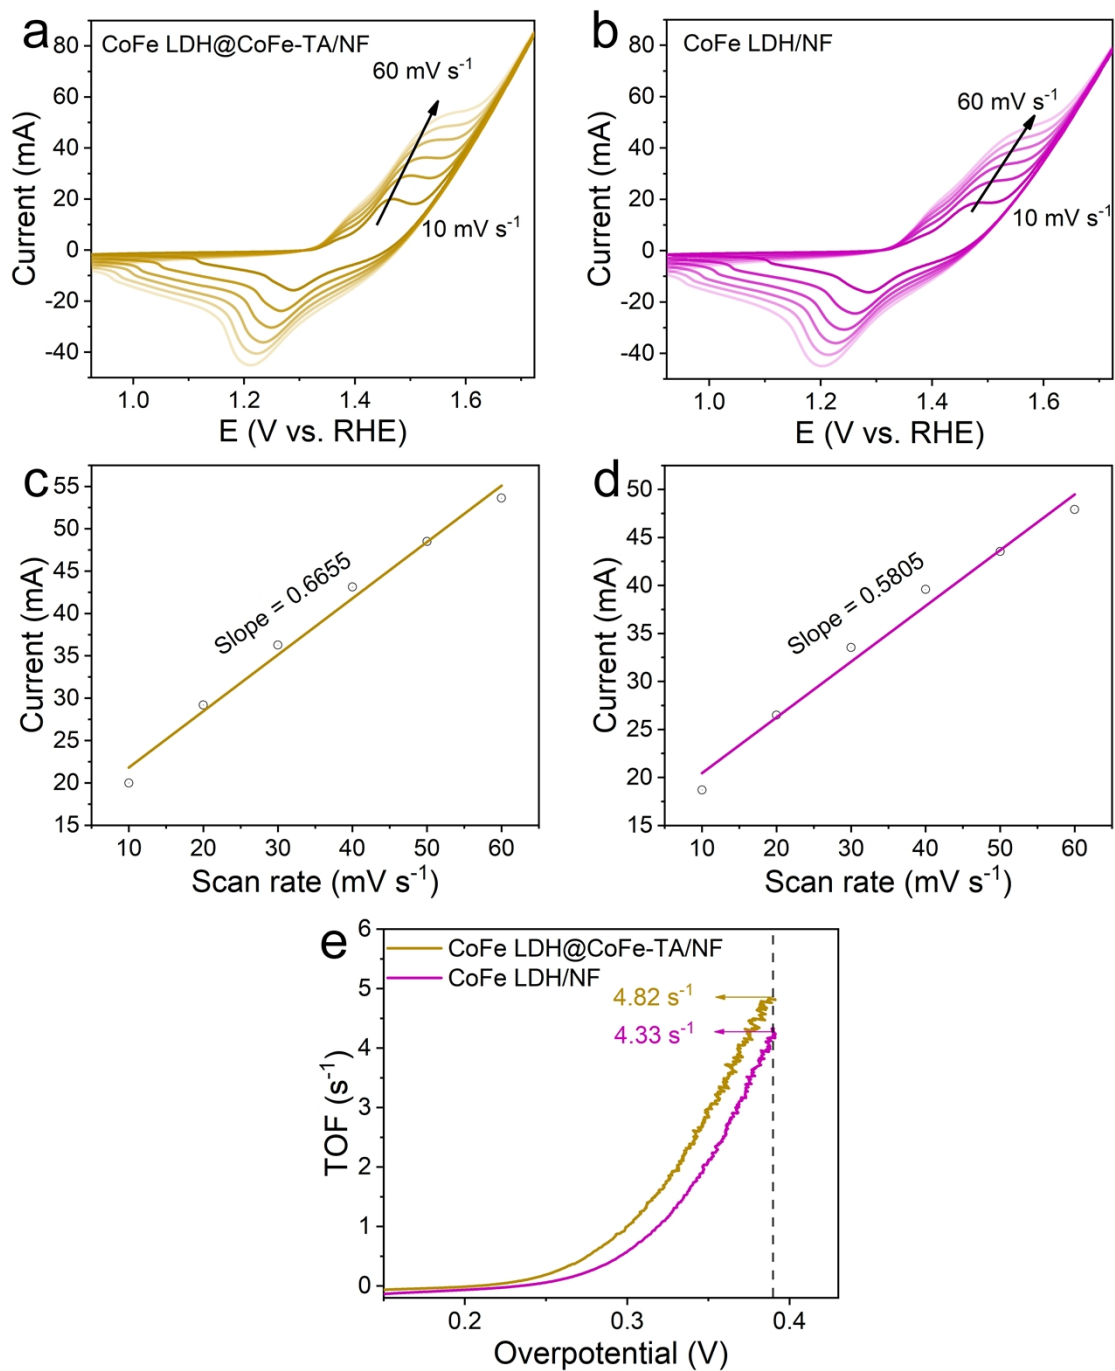 a
CoFe LDH@CoFe-TA/NF
60 mV s⁻¹
10 mV s⁻¹
Current (mA)
80
60
40
20
0
-20
-40
1.0 1.2 1.4 1.6
E (V vs. RHE)
b
CoFe LDH/NF
60 mV s⁻¹
10 mV s⁻¹
Current (mA)
80
60
40
20
0
-20
-40
1.0 1.2 1.4 1.6
E (V vs. RHE)
c
Slope = 0.6655
Current (mA)
55
50
45
40
35
30
25
20
15
10 20 30 40 50 60
Scan rate (mV s⁻¹)
d
Slope = 0.5805
Current (mA)
50
45
40
35
30
25
20
15
10 20 30 40 50 60
Scan rate (mV s⁻¹)
e
CoFe LDH@CoFe-TA/NF
CoFe LDH/NF
4.82 s⁻¹
4.33 s⁻¹
TOF (s⁻¹)
6
5
4
3
2
1
0
0.2 0.3 0.4
Overpotential (V)